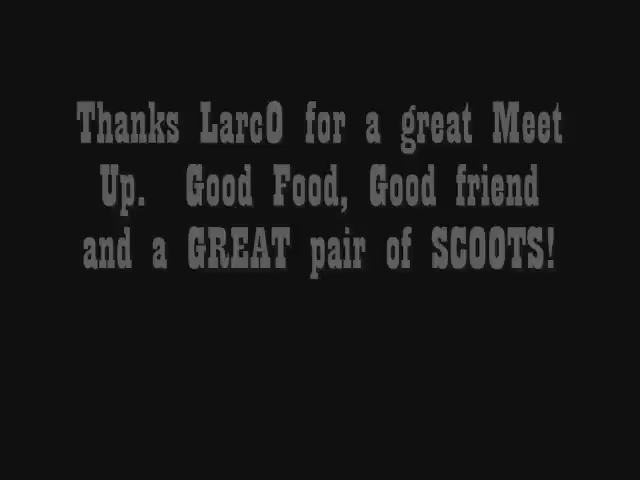 Thanks LarcO for a great Meet
Up. Good Food, Good friend
and a GREAT pair of SCOOTS!